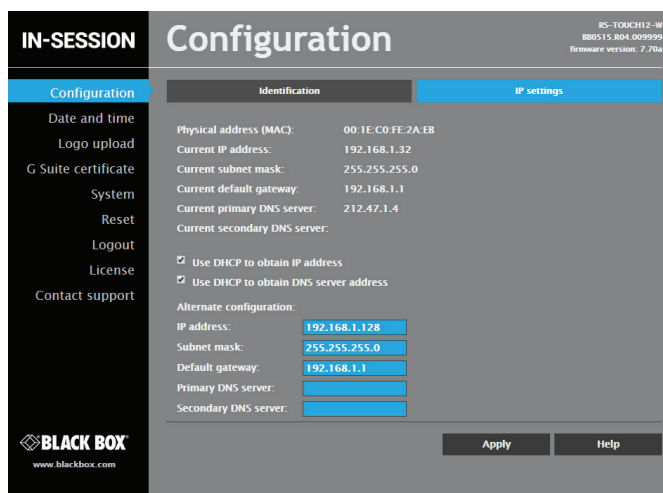 IN-SESSION
Configuration
RS-TOUCH12-W
880515.R04.009999
firmware version: 7.70a
Configuration
Date and time
Logo upload
G Suite certificate
System
Reset
Logout
License
Contact support
Identification
IP settings
Physical address (MAC): 00:1E:C0:FE:2A:EB
Current IP address: 192.168.1.32
Current subnet mask: 255.255.255.0
Current default gateway: 192.168.1.1
Current primary DNS server: 212.47.1.4
Current secondary DNS server:
Use DHCP to obtain IP address
Use DHCP to obtain DNS server address
Alternate configuration:
IP address: 192.168.1.128
Subnet mask: 255.255.255.0
Default gateway: 192.168.1.1
Primary DNS server:
Secondary DNS server:
Apply
Help
BLACK BOX®
www.blackbox.com